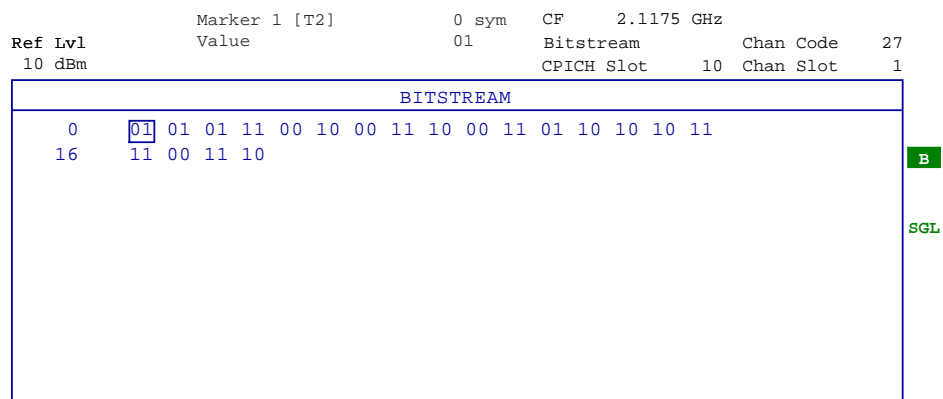 Marker 1 [T2] 0 sym CF 2.1175 GHz
Ref Lvl Value 01 Bitstream Chan Code 27
10 dBm CPICH Slot 10 Chan Slot 1
BITSTREAM
0 01 01 01 11 00 10 00 11 10 00 11 01 10 10 10 11
16 11 00 11 10
B
SGL